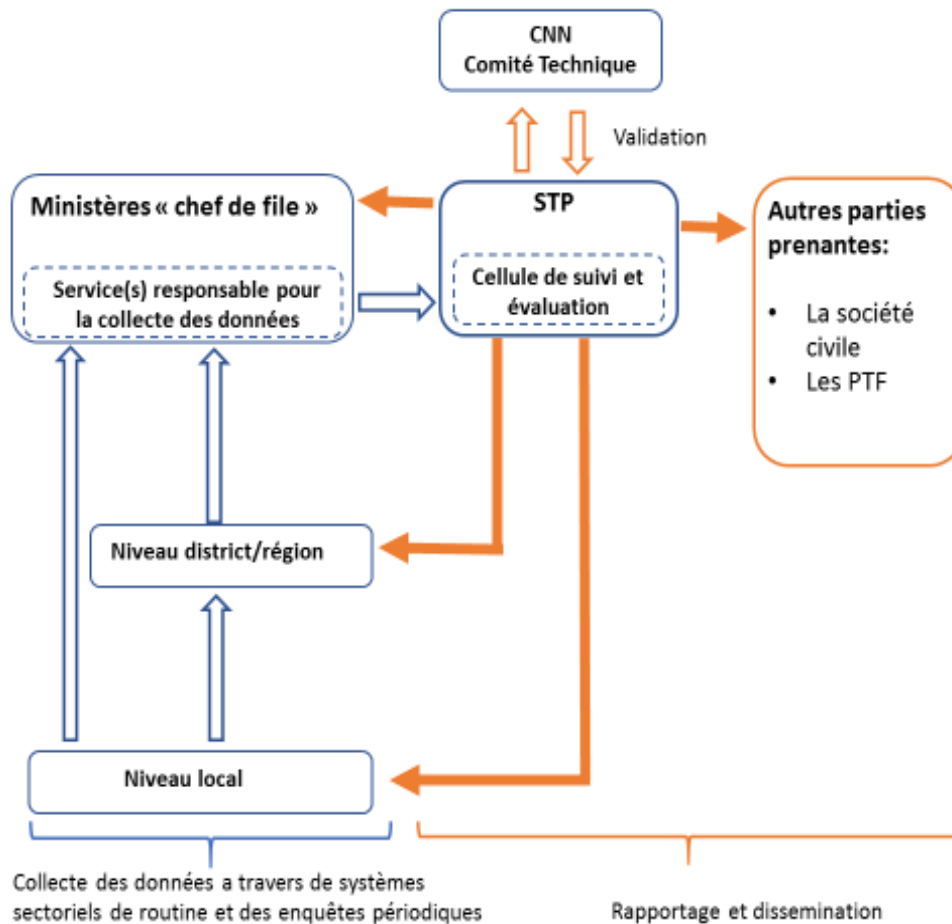 CNN
Comité Technique
Validation
Ministères « chef de file »
Service(s) responsable pour
la collecte des données
STP
Cellule de suivi et
évaluation
Autres parties
prenantes:
• La société
civile
• Les PTF
Niveau district/région
Niveau local
Collecte des données a travers de systèmes
sectoriels de routine et des enquêtes périodiques
Rapportage et dissemination